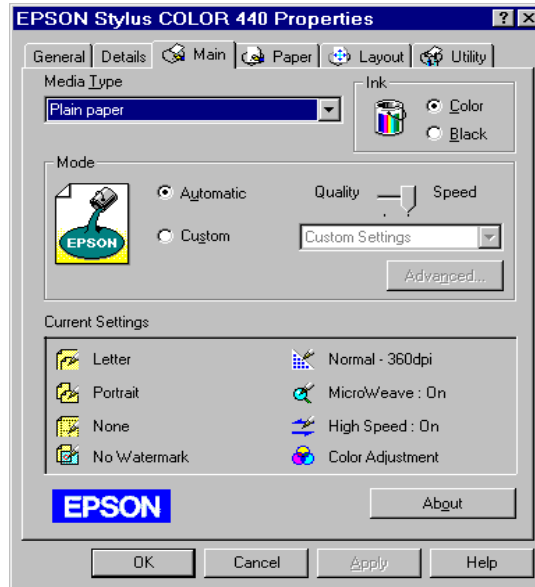 EPSON Stylus COLOR 440 Properties
General Details Main Paper Layout Utility
Media Type
Plain paper
Ink
Color
Black
Mode
EPSON
Automatic
Custom
Quality Speed
Custom Settings
Advanced...
Current Settings
Letter
Portrait
None
No Watermark
Normal - 360dpi
MicroWeave : On
High Speed : On
Color Adjustment
EPSON
About
OK Cancel Apply Help